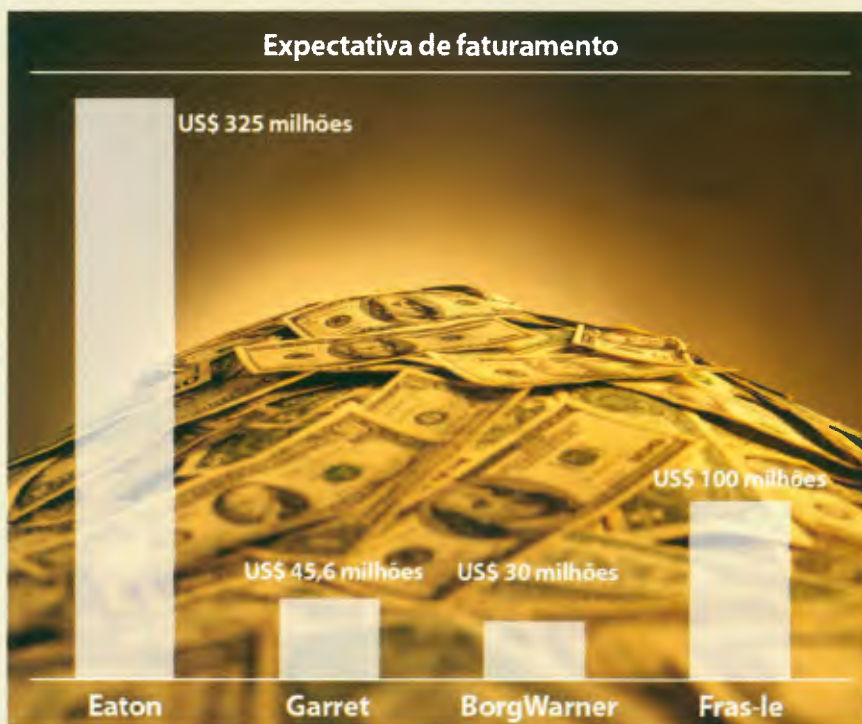 Expectativa de faturamento
US$ 325 milhões
US$ 100 milhões
US$ 45,6 milhões
US$ 30 milhões
Eaton
Garret
BorgWarner
Fras-le